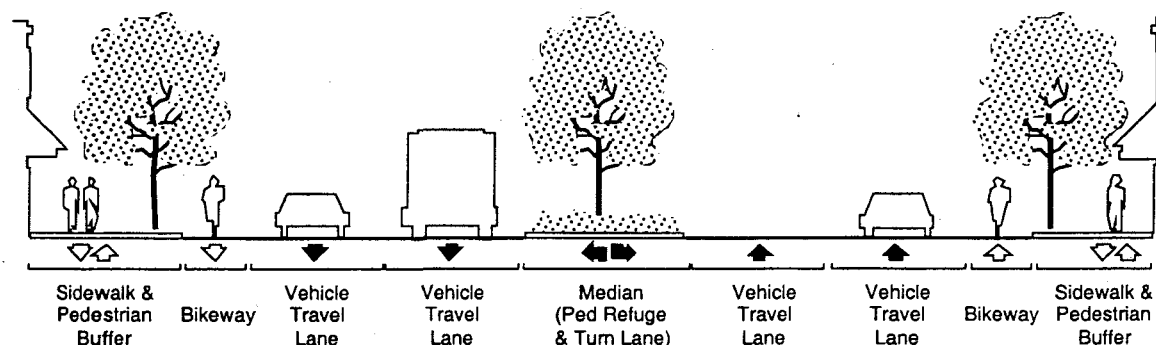 Sidewalk &
Pedestrian
Buffer
Bikeway
Vehicle
Travel
Lane
Vehicle
Travel
Lane
Median
(Ped Refuge
& Turn Lane)
Vehicle
Travel
Lane
Vehicle
Travel
Lane
Bikeway
Sidewalk &
Pedestrian
Buffer